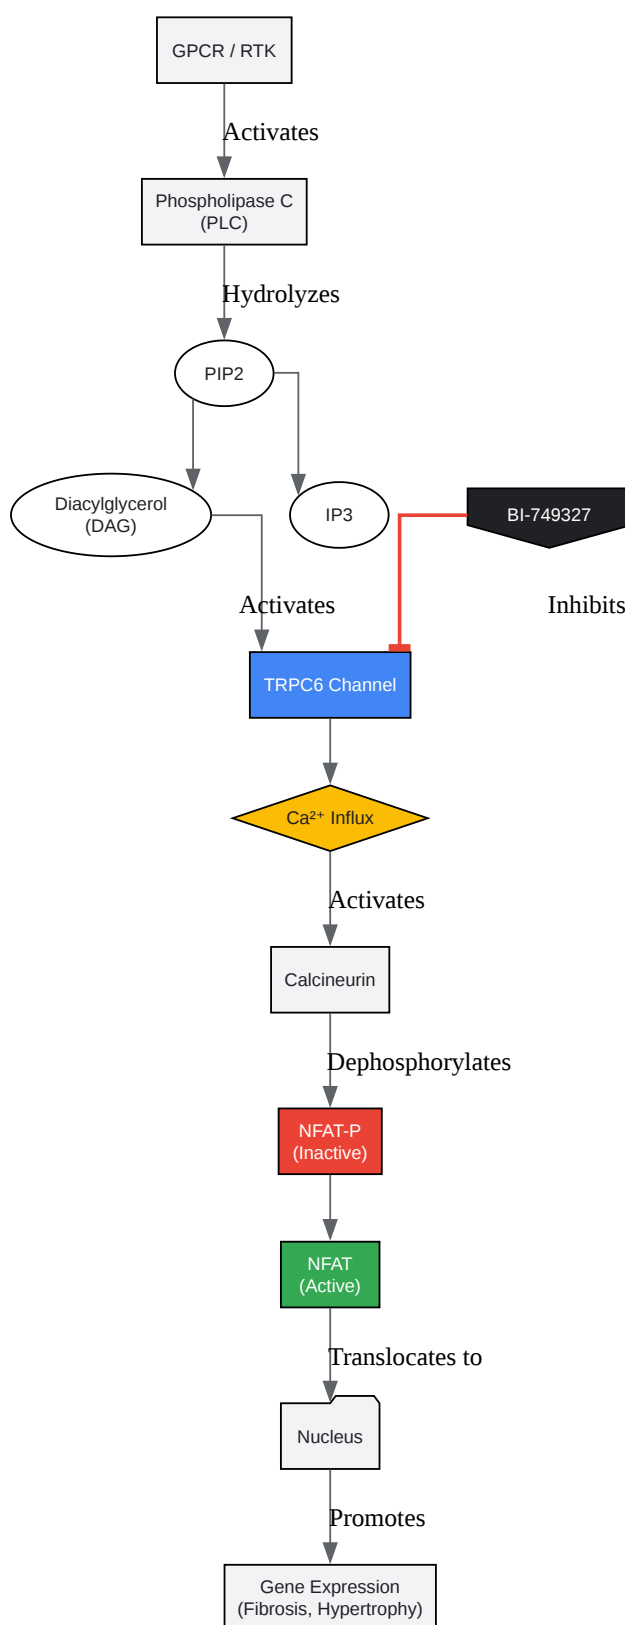 GPCR / RTK
Activates
Phospholipase C
(PLC)
Hydrolyzes
PIP2
Diacylglycerol
(DAG)
IP3
BI-749327
Activates
Inhibits
TRPC6 Channel
Ca²⁺ Influx
Activates
Calcineurin
Dephosphorylates
NFAT-P
(Inactive)
NFAT
(Active)
Translocates to
Nucleus
Promotes
Gene Expression
(Fibrosis, Hypertrophy)